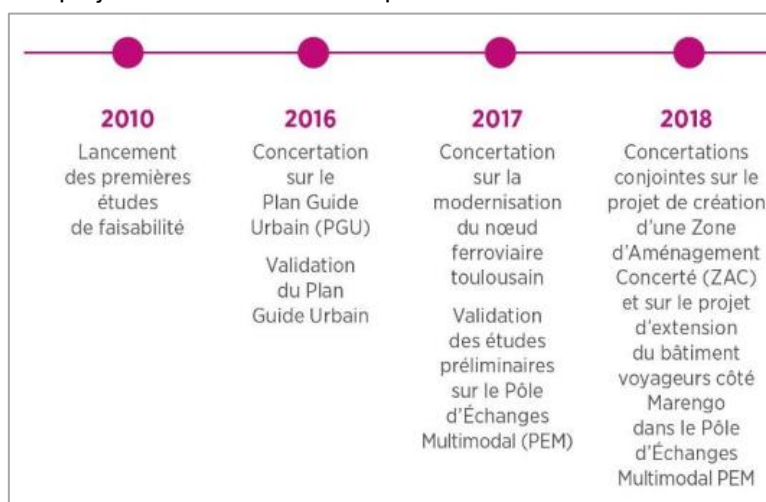 2010
Lancement
des premières
études
de faisabilité
2016
Concertation
sur le
Plan Guide
Urbain (PGU)
Validation
du Plan
Guide Urbain
2017
Concertation
sur la
modernisation
du nœud
ferroviaire
toulousain
Validation
des études
préliminaires
sur le Pôle
d'Échanges
Multimodal (PEM)
2018
Concertations
conjointes sur le
projet de création
d'une Zone
d'Aménagement
Concerté (ZAC)
et sur le projet
d'extension
du bâtiment
voyageurs côté
Marengo
dans le Pôle
d'Échanges
Multimodal PEM